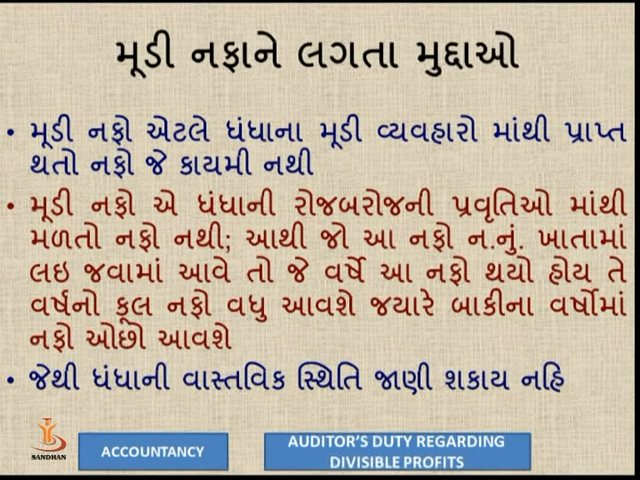 મૂડી નફાને લગતા મુદ્દાઓ
• મૂડી નફો એટલે ધંધાના મૂડી વ્યવહારો માંથી પ્રાપ્ત
થતો નફો જે કાયમી નથી
• મૂડી નફો એ ધંધાની રોજબરોજની પ્રવૃતિઓ માંથી
મળતો નફો નથી; આથી જો આ નફો ન.નું. ખાતામાં
લઇ જવામાં આવે તો જે વર્ષે આ નફો થયો હોય તે
વર્ષનો કૂલ નફો વધુ આવશે જયારે બાકીના વર્ષોમાં
નફો ઓછો આવશે
• જેથી ધંધાની વાસ્તવિક સ્થિતિ જાણી શકાય નહિ
SANDHAN
ACCOUNTANCY
AUDITOR'S DUTY REGARDING
DIVISIBLE PROFITS